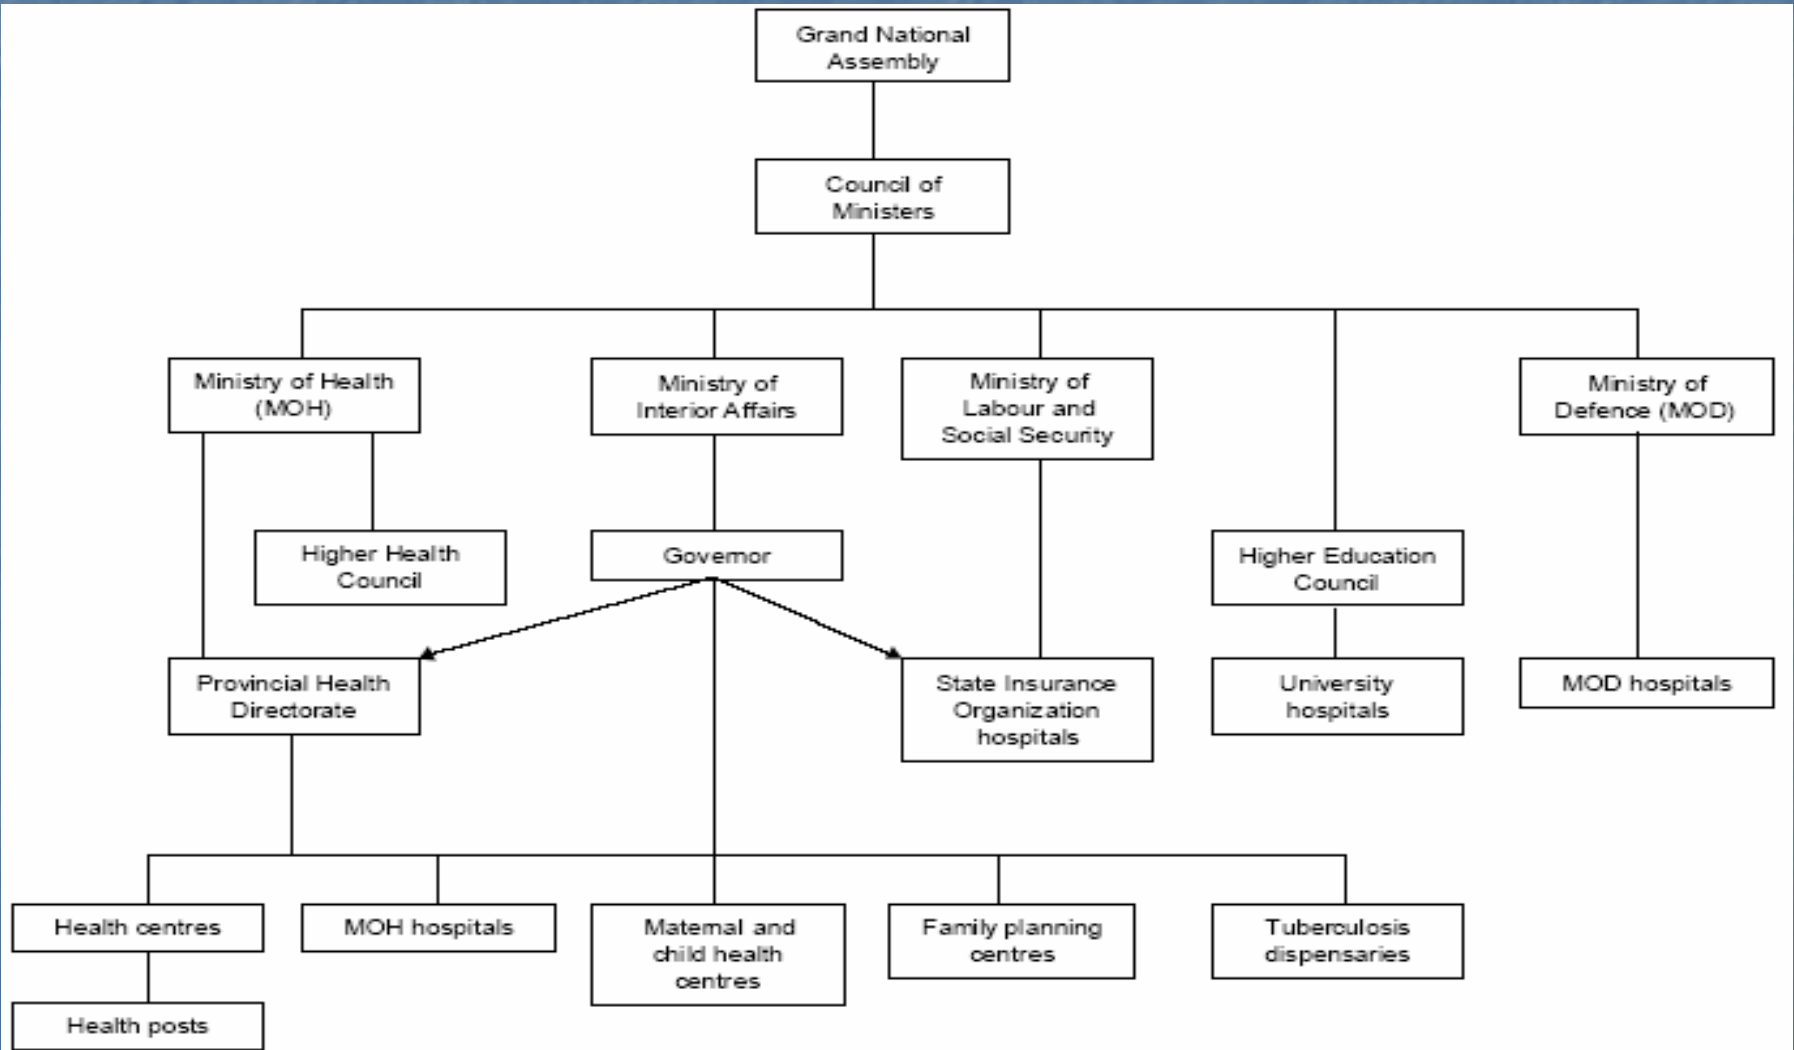 Grand National
Assembly
Council of
Ministers
Ministry of Health
(MOH)
Ministry of
Interior Affairs
Ministry of
Labour and
Social Security
Ministry of
Defence (MOD)
Higher Health
Council
Governor
Higher Education
Council
Provincial Health
Directorate
State Insurance
Organization
hospitals
University
hospitals
MOD hospitals
Health centres
MOH hospitals
Maternal and
child health
centres
Family planning
centres
Tuberculosis
dispensaries
Health posts